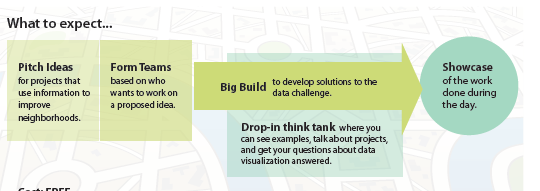 What to expect...
Pitch Ideas
for projects that
use information to
improve
neighborhoods.
Form Teams
based on who
wants to work on
a proposed idea.
Big Build to develop solutions to the
data challenge.
Drop-in think tank where you
can see examples, talk about projects,
and get your questions about data
visualization answered.
Showcase
of the work
done during
the day.
Cost: FREE